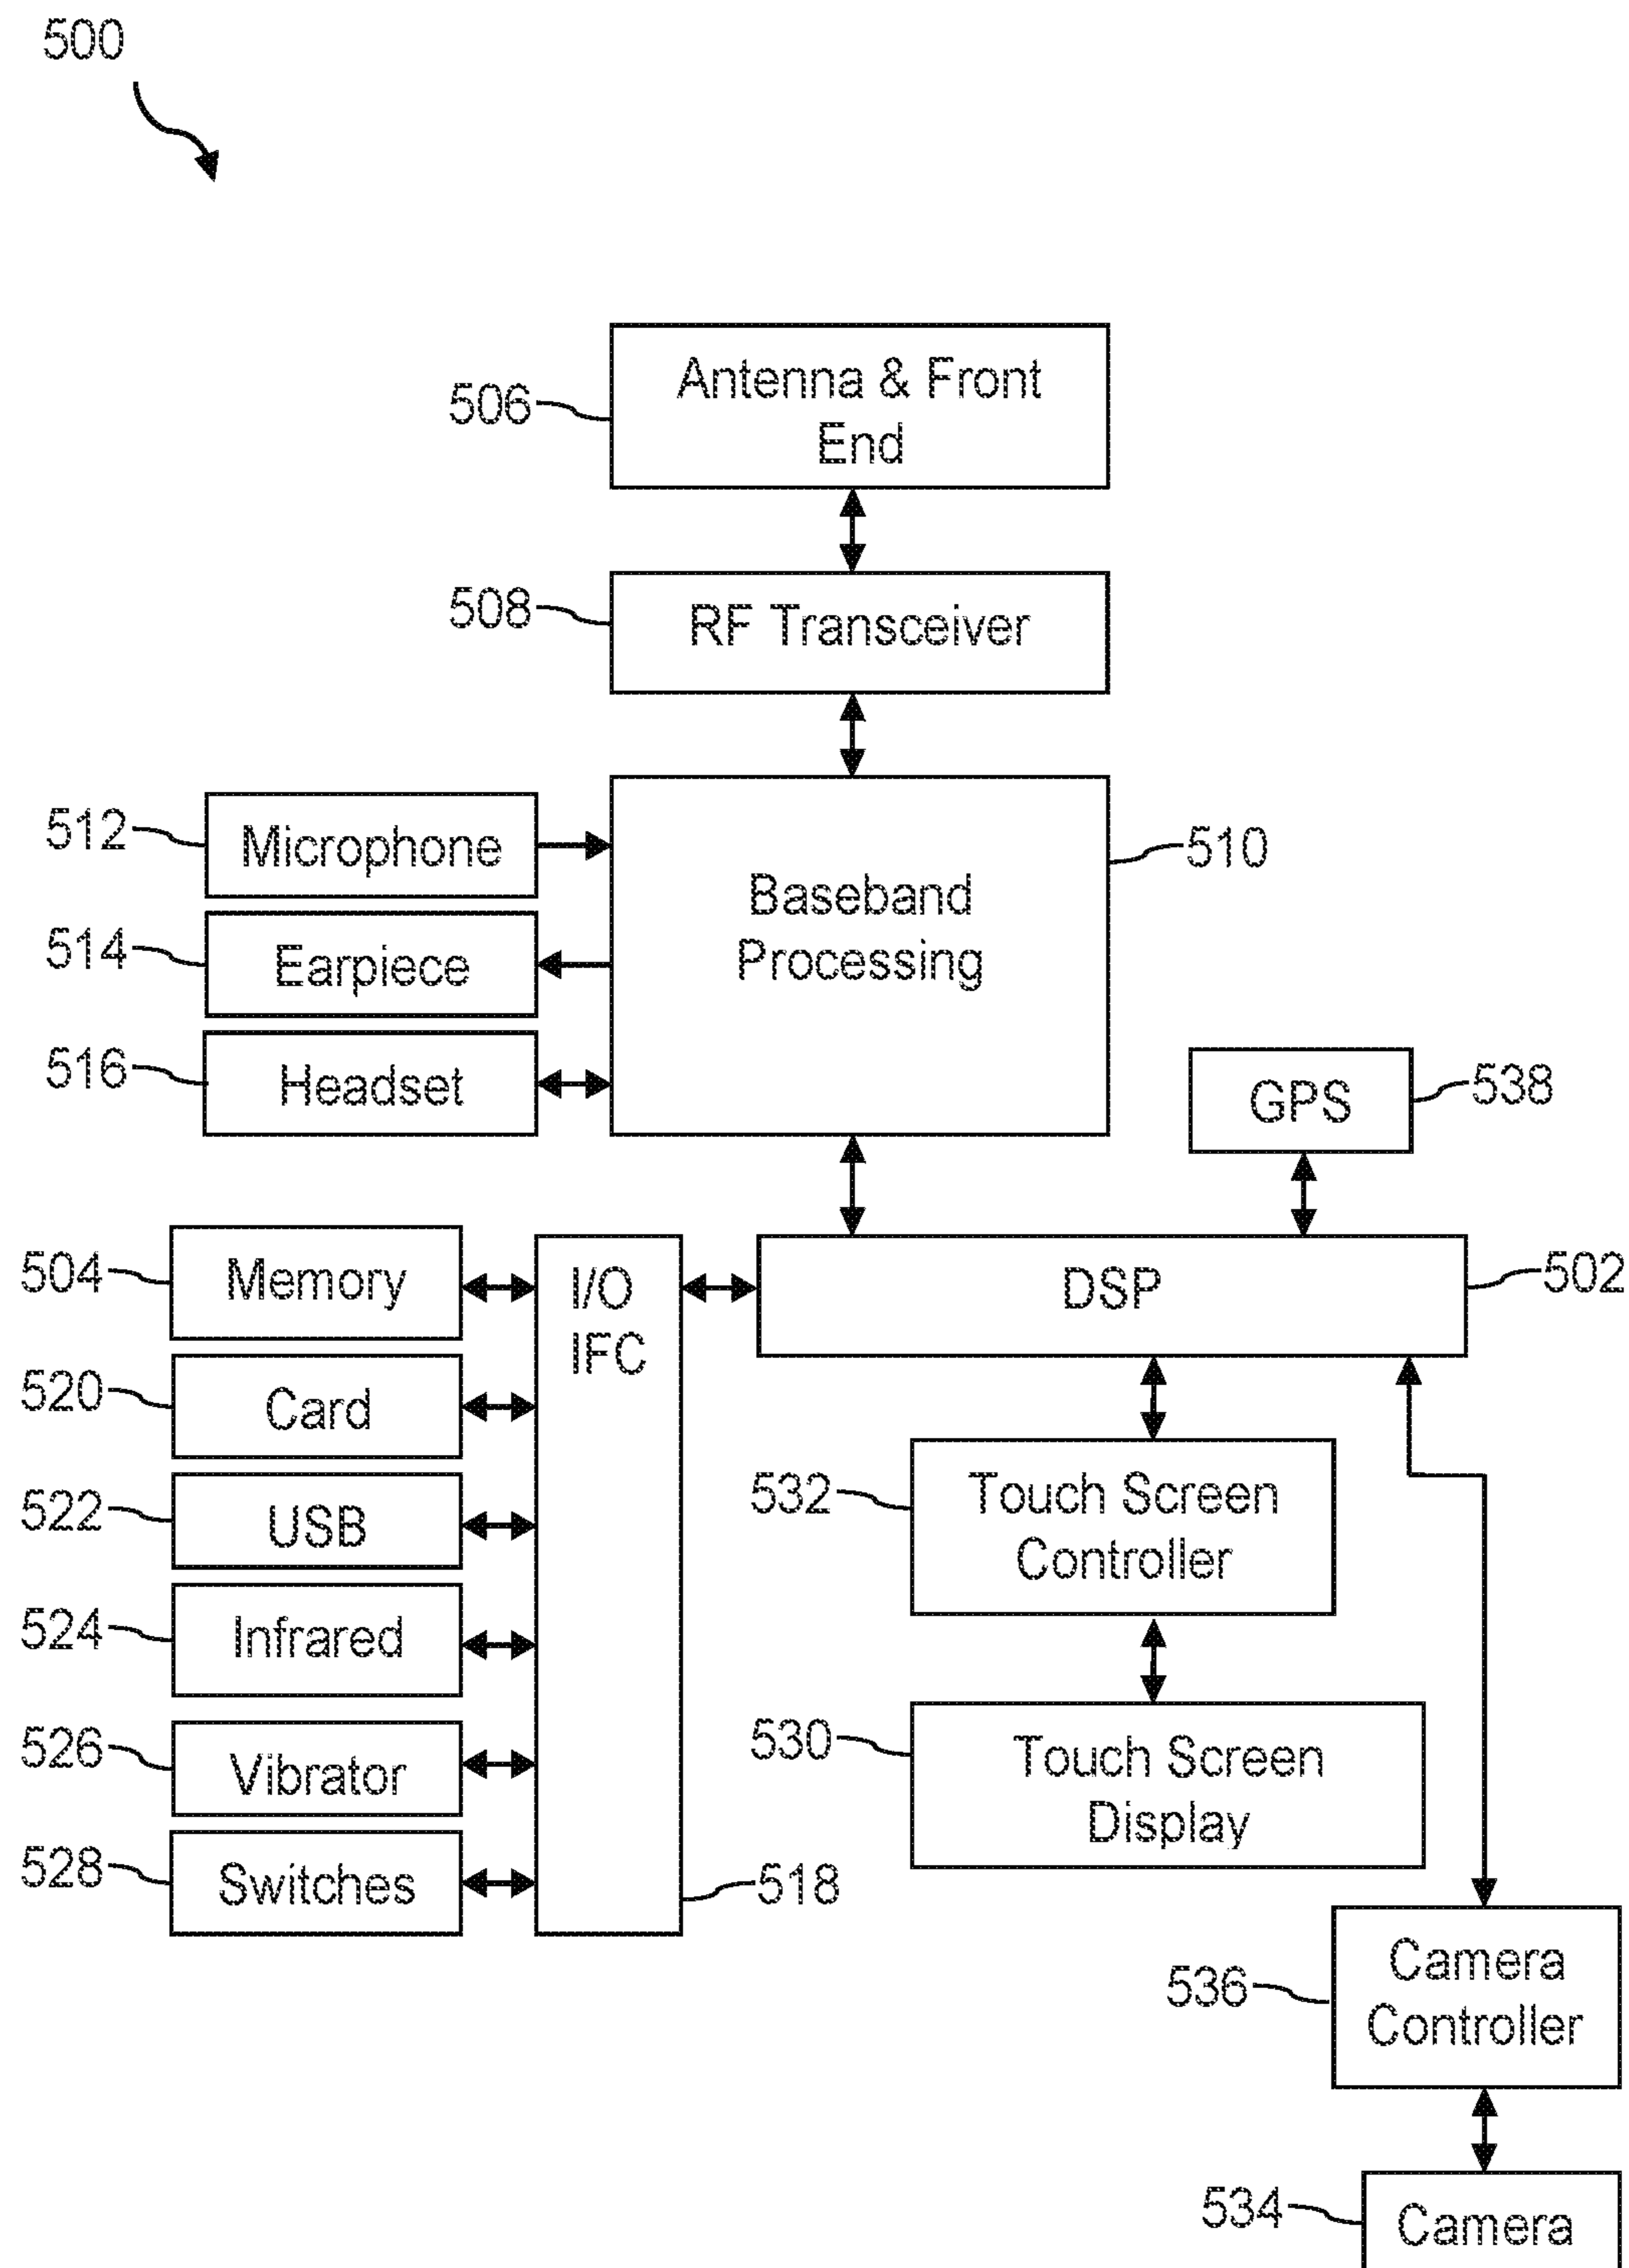 500
506
Antenna & Front
End
508
RF Transceiver
512
Microphone
510
Baseband
Processing
514
Earpiece
516
Headset
GPS
538
504
Memory
I/O
IFC
DSP
502
520
Card
522
USB
532
Touch Screen
Controller
524
Infrared
526
Vibrator
530
Touch Screen
Display
528
Switches
518
536
Camera
Controller
534
Camera